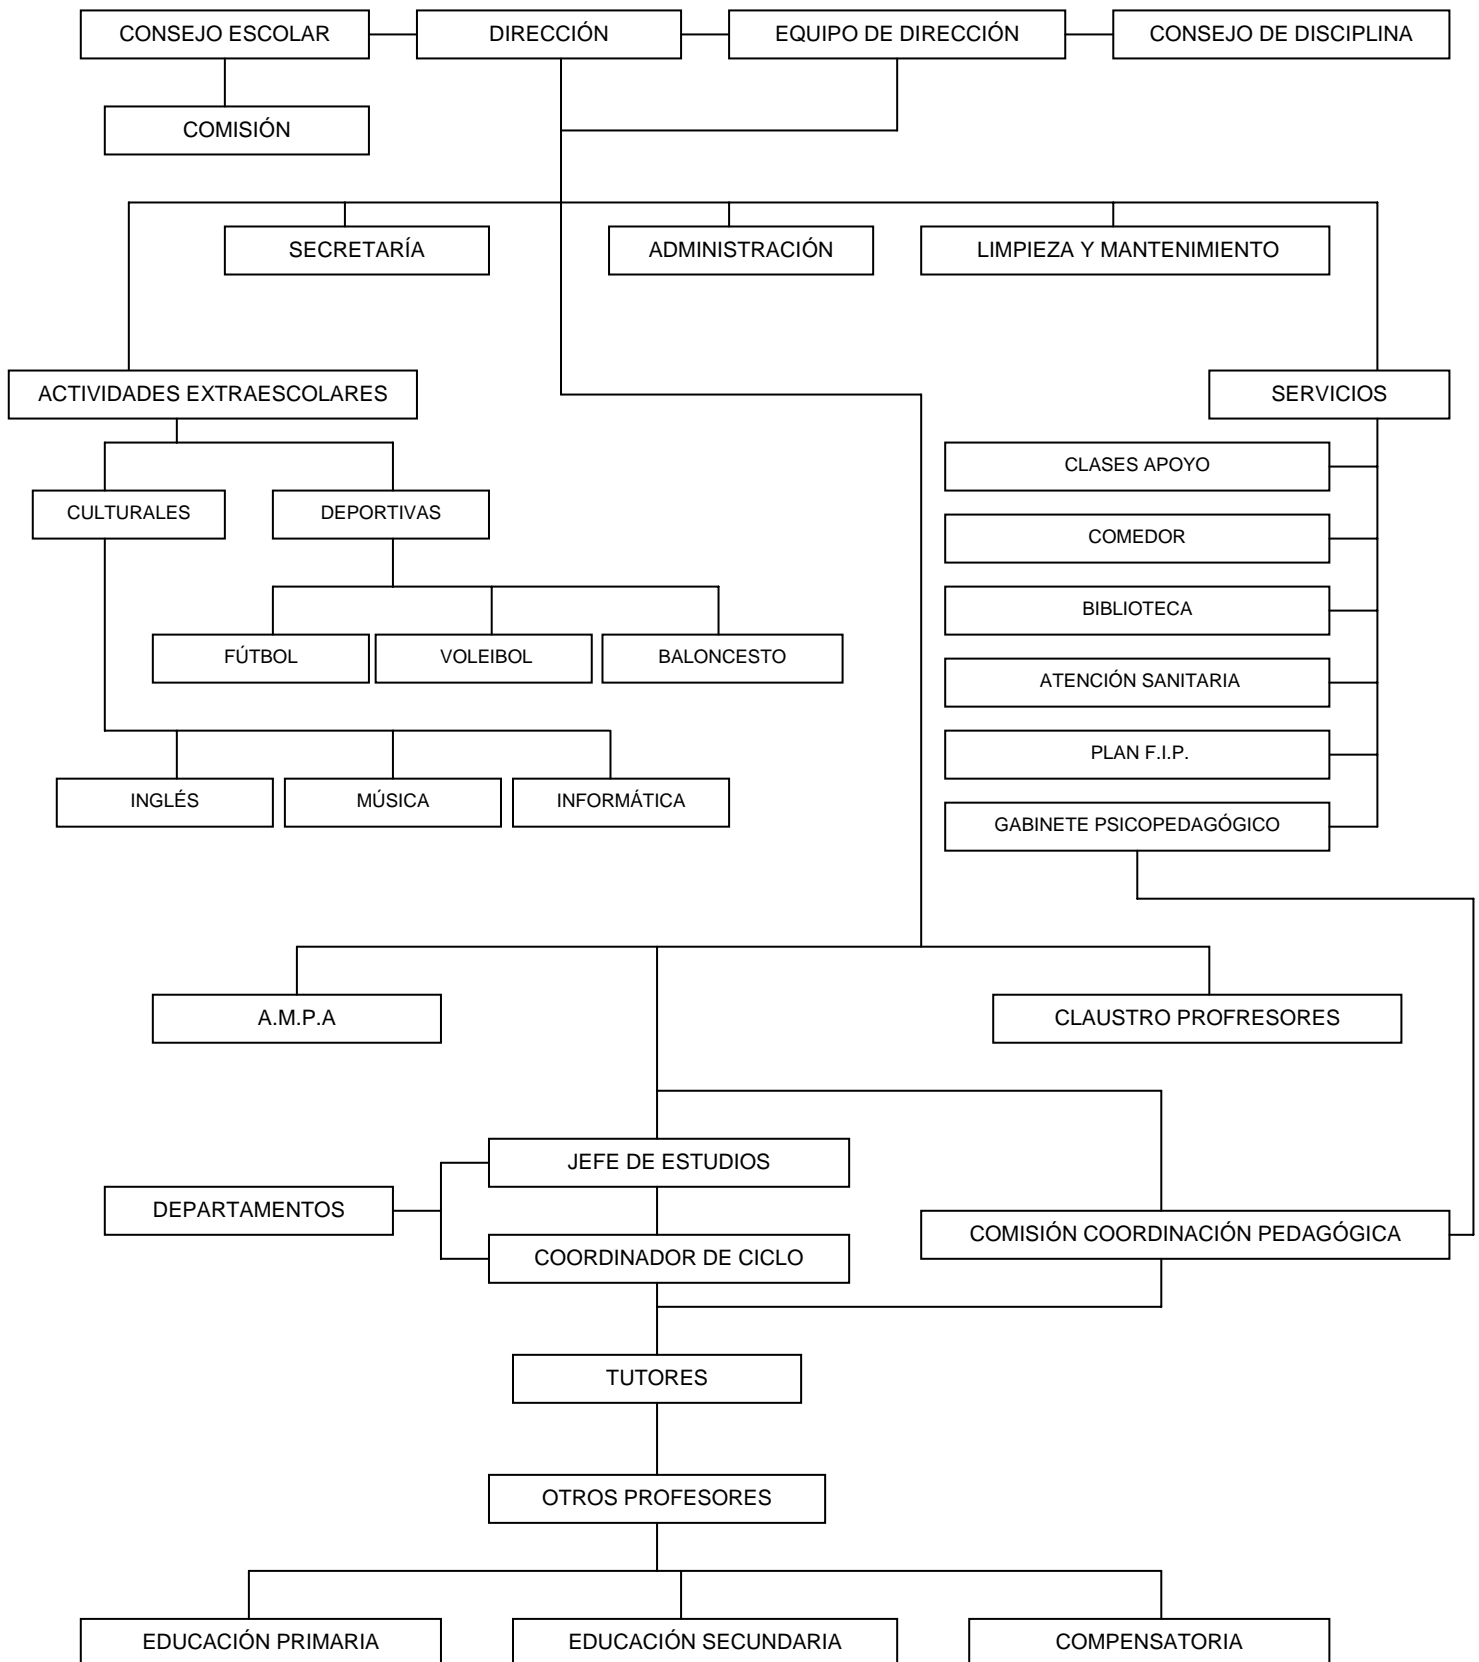 CONSEJO ESCOLAR
DIRECCIÓN
EQUIPO DE DIRECCIÓN
CONSEJO DE DISCIPLINA
COMISIÓN
SECRETARÍA
ADMINISTRACIÓN
LIMPIEZA Y MANTENIMIENTO
ACTIVIDADES EXTRAESCOLARES
SERVICIOS
CLASES APOYO
CULTURALES
DEPORTIVAS
COMEDOR
BIBLIOTECA
FÚTBOL
VOLEIBOL
BALONCESTO
ATENCIÓN SANITARIA
PLAN F.I.P.
INGLÉS
MÚSICA
INFORMÁTICA
GABINETE PSICOPEDAGÓGICO
A.M.P.A
CLAUSTRO PROFRESORES
JEFE DE ESTUDIOS
DEPARTAMENTOS
COORDINADOR DE CICLO
COMISIÓN COORDINACIÓN PEDAGÓGICA
TUTORES
OTROS PROFESORES
EDUCACIÓN PRIMARIA
EDUCACIÓN SECUNDARIA
COMPENSATORIA